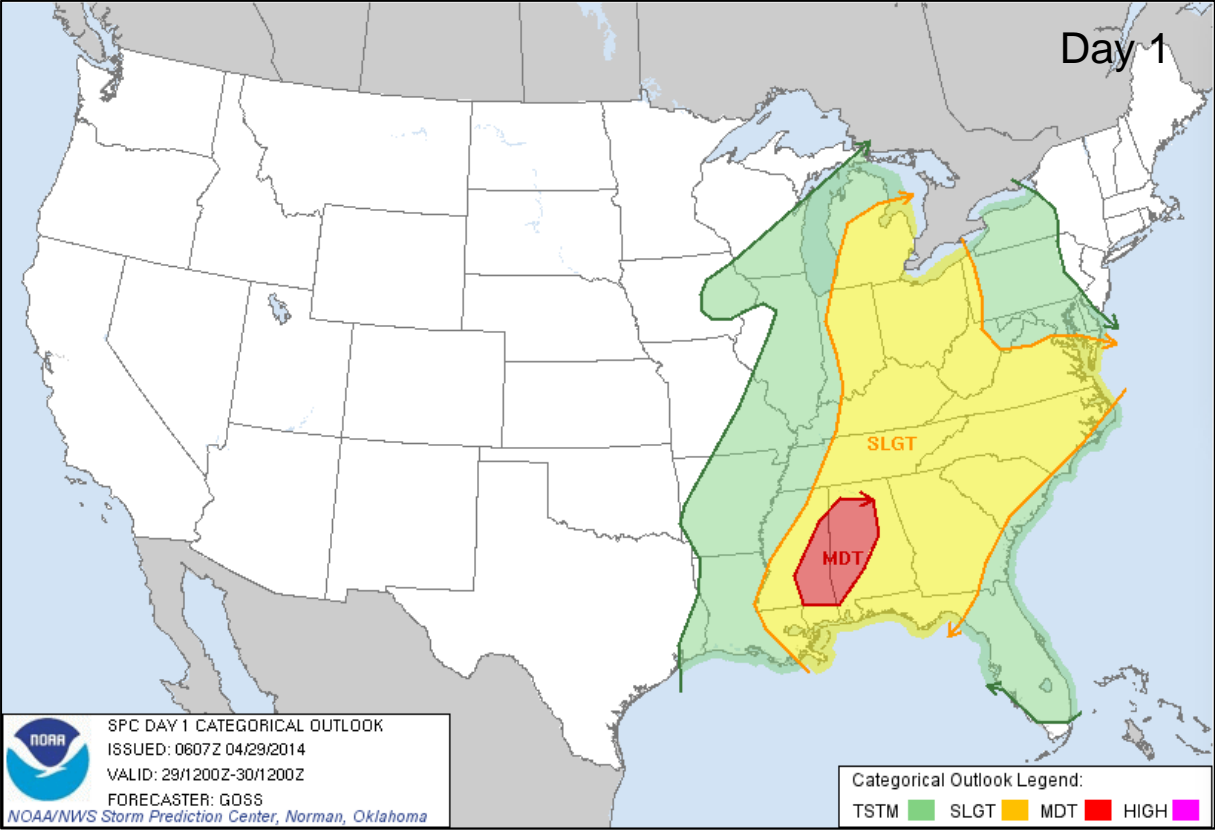 Day 1
SLGT
MDT
SPC DAY 1 CATEGORICAL OUTLOOK
ISSUED: 0607Z 04/29/2014
VALID: 29/1200Z-30/1200Z
FORECASTER: GOSS
NOAA/NWS Storm Prediction Center, Norman, Oklahoma
NOAA
Categorical Outlook Legend:
TSTM SLGT MDT HIGH